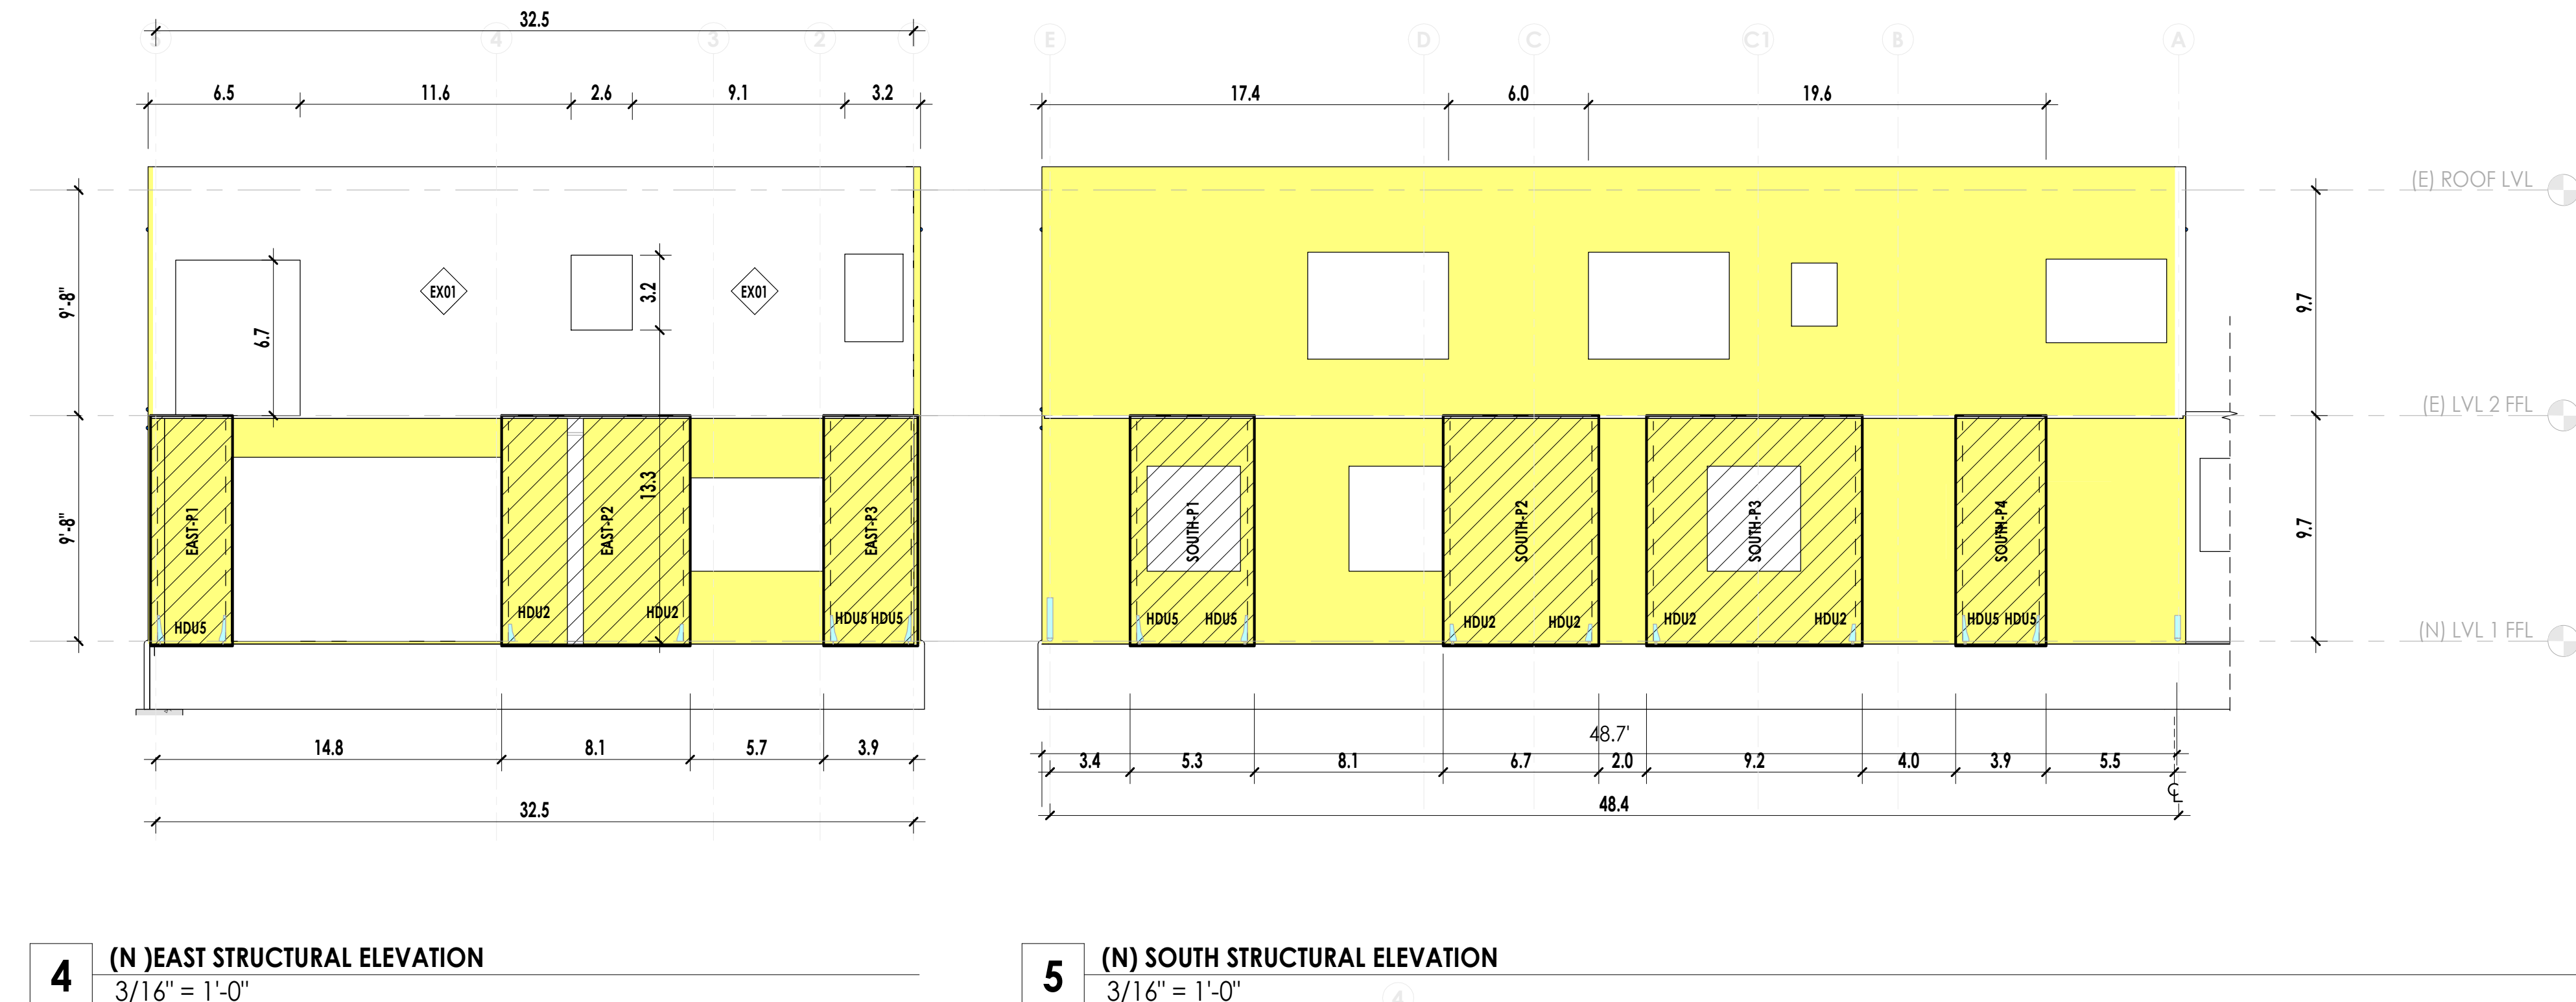 32.5
5 4 3 2 E D C C1 B A
6.5 11.6 2.6 9.1 3.2 17.4 6.0 19.6
(E) ROOF LVL
9'-8" 6.7 EX01 3.2 EX01 9.7
(E) LVL 2 FFL
9'-8" EAST-P1 13.3 EAST-P2 EAST-P3 SOUTH-P1 SOUTH-P2 SOUTH-P3 SOUTH-P4 9.7
HDU5 HDU2 HDU2 HDU5 HDU5 HDU5 HDU5 HDU2 HDU2 HDU2 HDU2 HDU5 HDU5
(N) LVL 1 FFL
48.7'
14.8 8.1 5.7 3.9 3.4 5.3 8.1 6.7 2.0 9.2 4.0 3.9 5.5
32.5 48.4
4 (N )EAST STRUCTURAL ELEVATION
3/16" = 1'-0"
5 (N) SOUTH STRUCTURAL ELEVATION
3/16" = 1'-0"
4